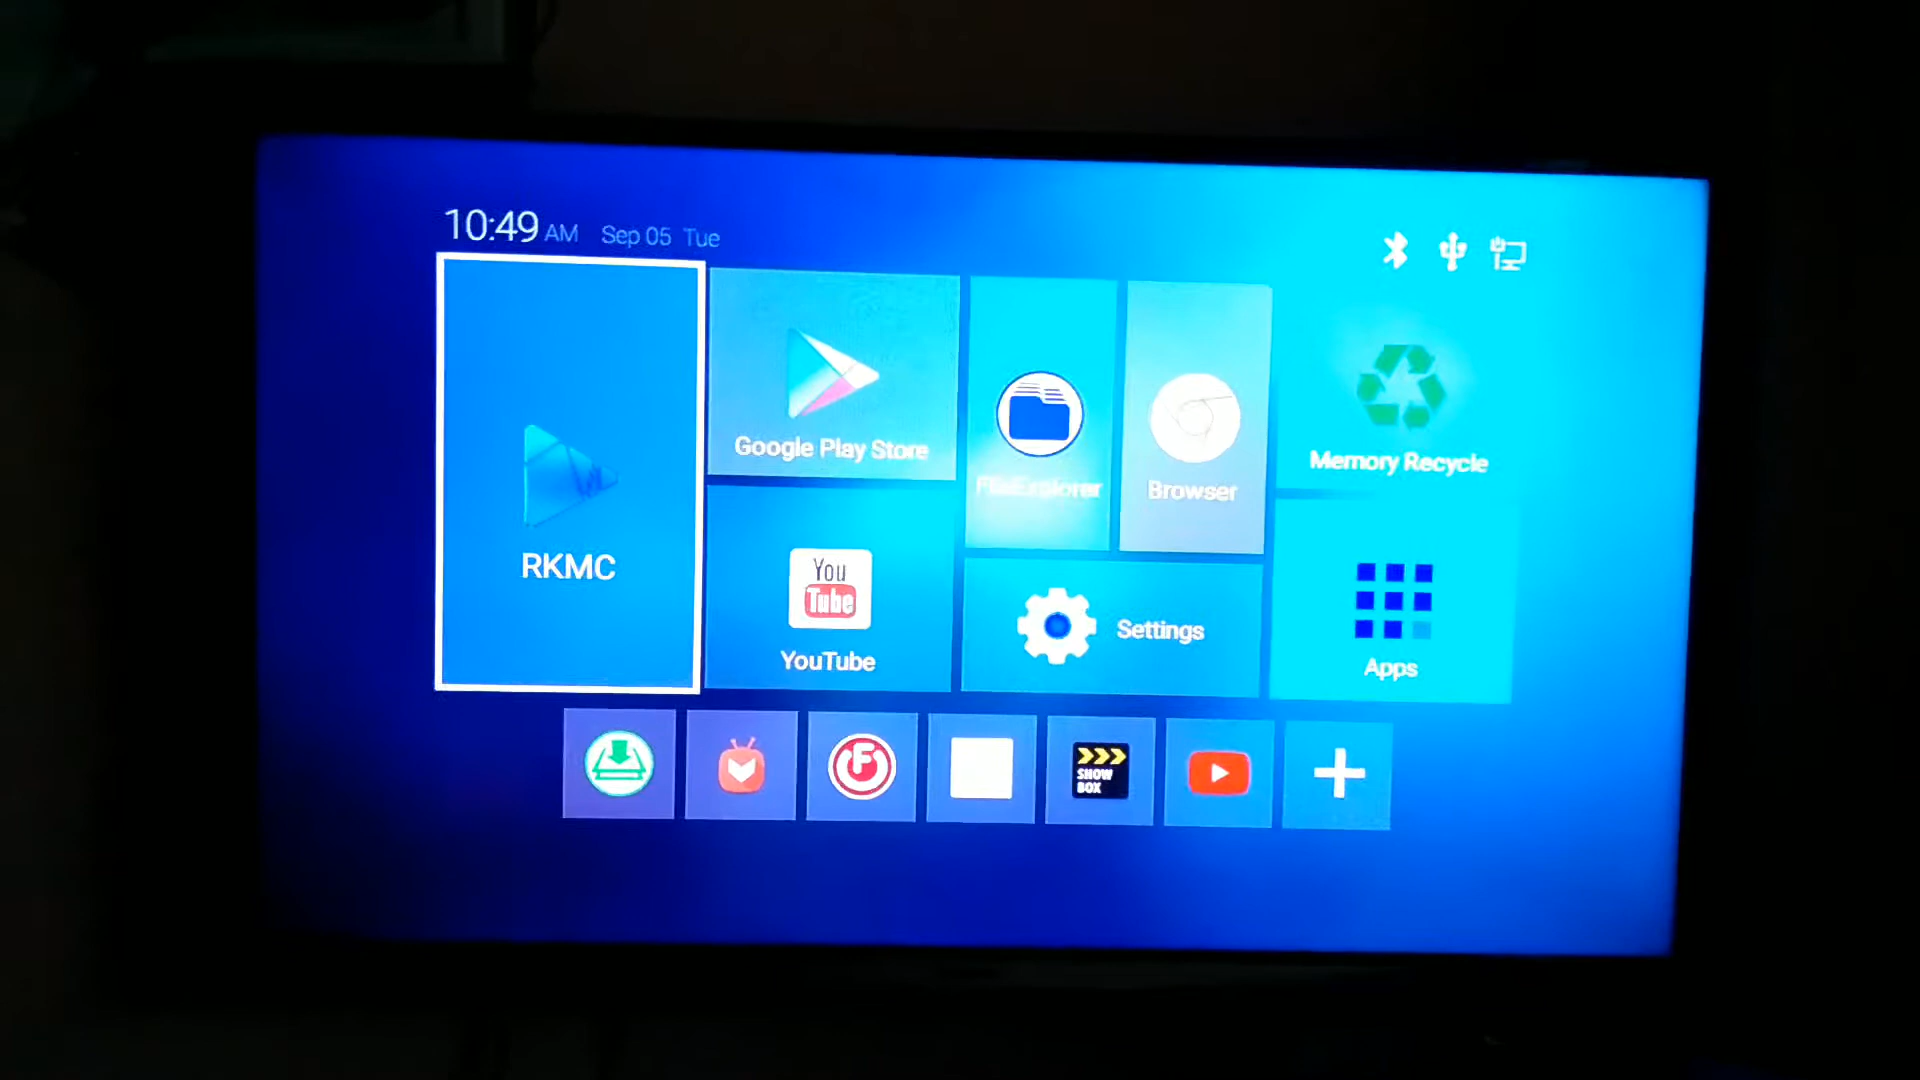 10:49 AM Sep 05 Tue
Google Play Store
FileExplorer
Browser
Memory Recycle
RKMC
You
Tube
YouTube
Settings
Apps
F
SHOW
BOX